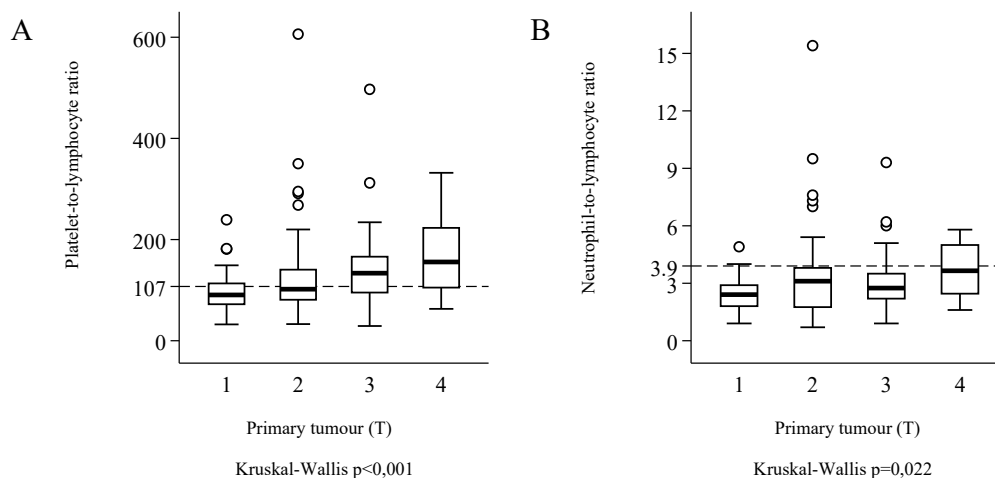 A
Platelet-to-lymphocyte ratio
600
400
200
107
0
1 2 3 4
Primary tumour (T)
Kruskal-Wallis p<0,001
B
Neutrophil-to-lymphocyte ratio
15
12
9
6
3.9
3
0
1 2 3 4
Primary tumour (T)
Kruskal-Wallis p=0,022